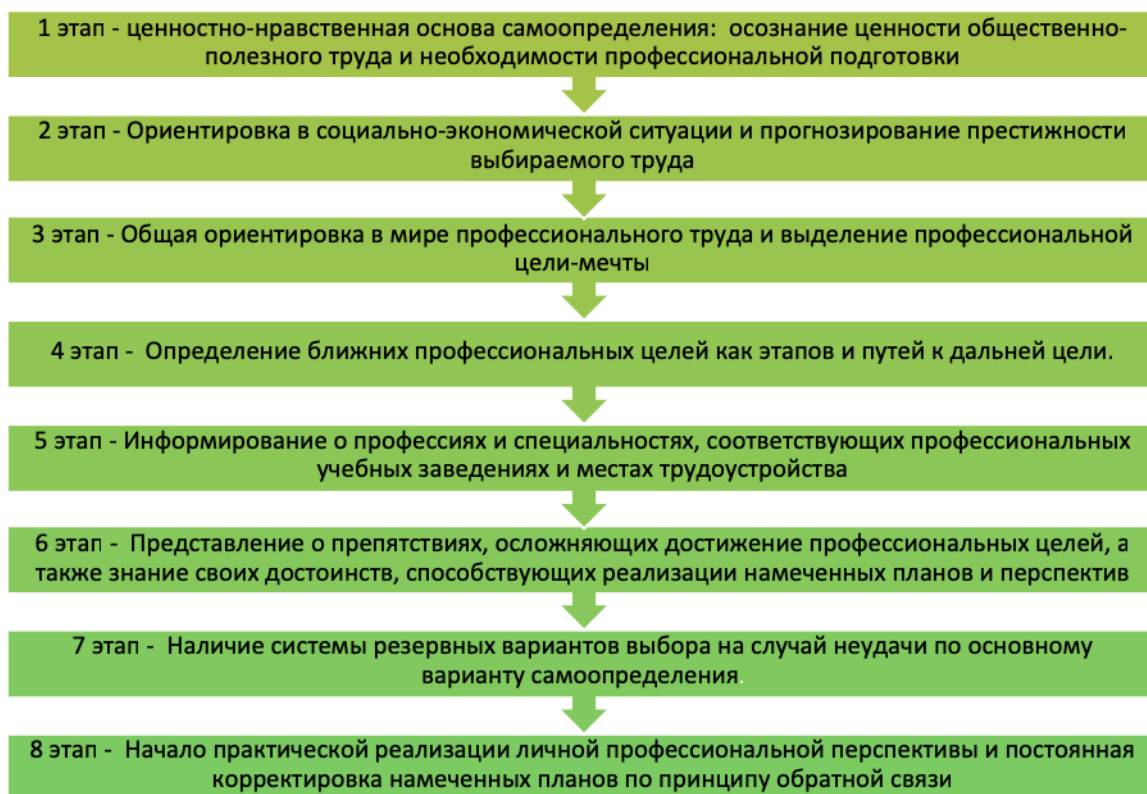 1 этап - ценностно-нравственная основа самоопределения:  осознание ценности общественно-
полезного труда и необходимости профессиональной подготовки
2 этап - Ориентировка в социально-экономической ситуации и прогнозирование престижности
выбираемого труда
3 этап - Общая ориентировка в мире профессионального труда и выделение профессиональной
цели-мечты
4 этап -  Определение ближних профессиональных целей как этапов и путей к дальней цели.
5 этап - Информирование о профессиях и специальностях, соответствующих профессиональных
учебных заведениях и местах трудоустройства
6 этап -  Представление о препятствиях, осложняющих достижение профессиональных целей, а
также знание своих достоинств, способствующих реализации намеченных планов и перспектив
7 этап -  Наличие системы резервных вариантов выбора на случай неудачи по основному
варианту самоопределения.
8 этап -  Начало практической реализации личной профессиональной перспективы и постоянная
корректировка намеченных планов по принципу обратной связи